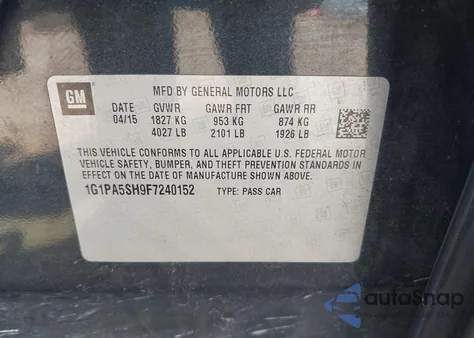 GM
MFD BY GENERAL MOTORS LLC
DATE GVWR GAWR FRT GAWR RR
04/15 1827 KG 953 KG 874 KG
4027 LB 2101 LB 1926 LB
THIS VEHICLE CONFORMS TO ALL APPLICABLE U.S. FEDERAL MOTOR
VEHICLE SAFETY, BUMPER, AND THEFT PREVENTION STANDARDS IN
EFFECT ON THE DATE OF MANUFACTURE SHOWN ABOVE.
1G1PA5SH9F7240152 TYPE: PASS CAR
autoSnap